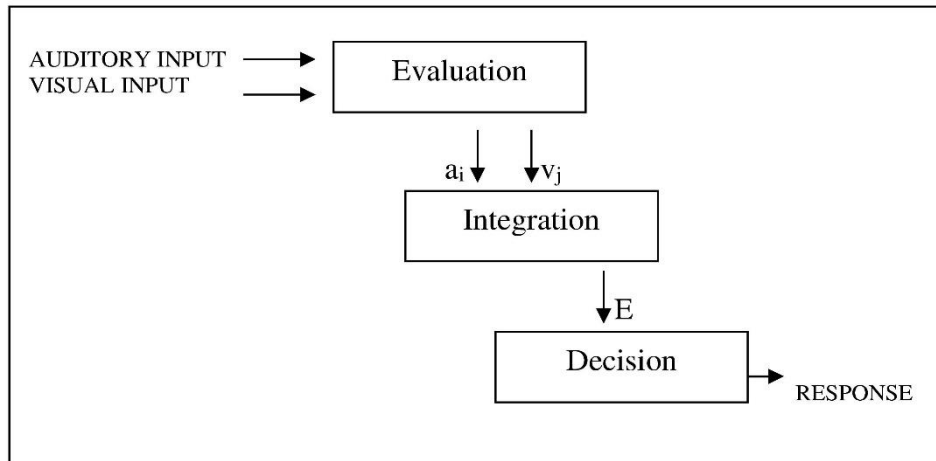 AUDITORY INPUT
VISUAL INPUT
Evaluation
aᵢ vⱼ
Integration
E
Decision
RESPONSE